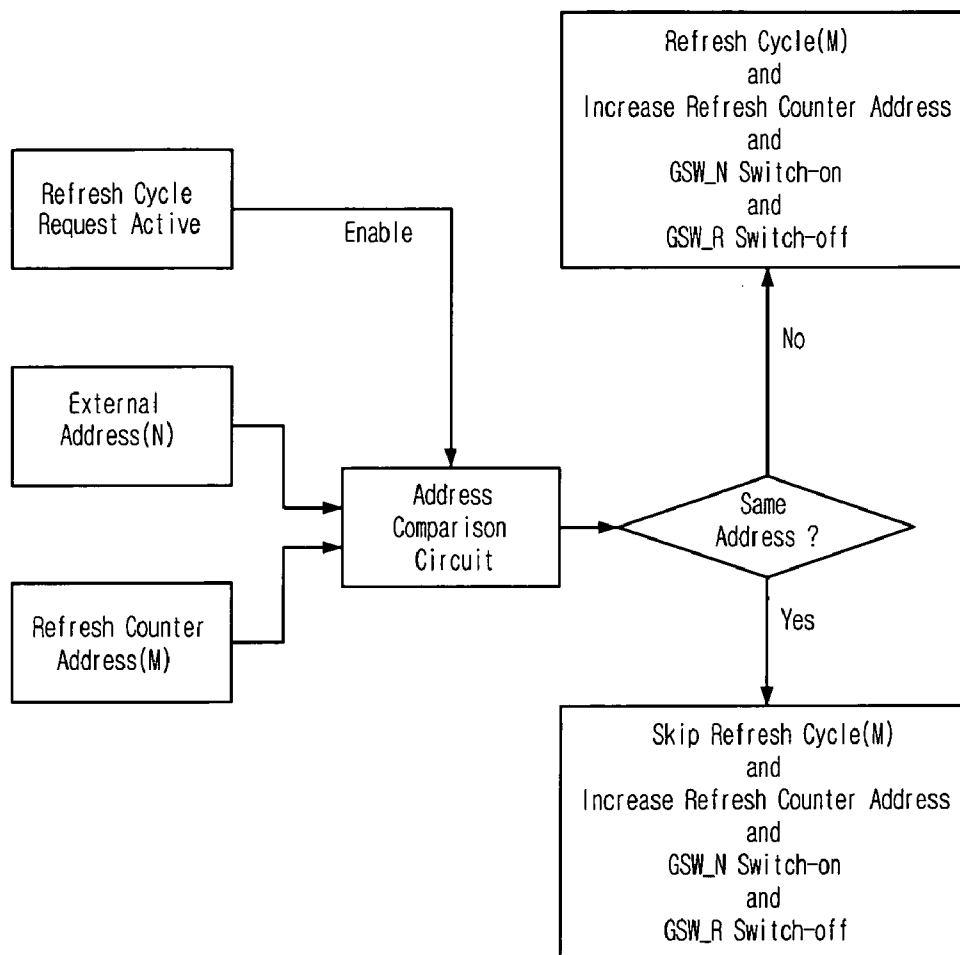 Refresh Cycle
Request Active
Enable
External
Address(N)
Refresh Counter
Address(M)
Address
Comparison
Circuit
Same
Address ?
No
Refresh Cycle(M)
and
Increase Refresh Counter Address
and
GSW_N Switch-on
and
GSW_R Switch-off
Yes
Skip Refresh Cycle(M)
and
Increase Refresh Counter Address
and
GSW_N Switch-on
and
GSW_R Switch-off